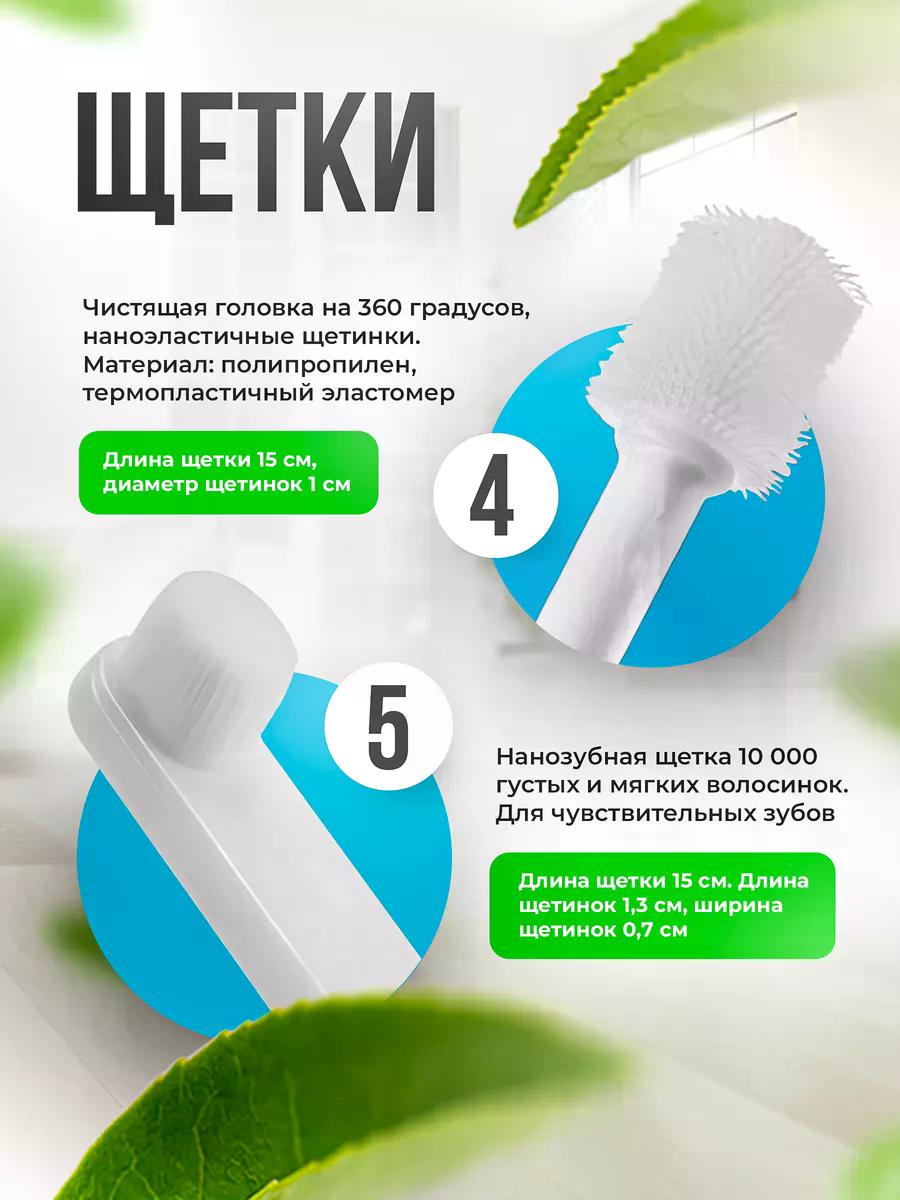 ЩЕТКИ
Чистящая головка на 360 градусов,
наноэластичные щетинки.
Материал: полипропилен,
термопластичный эластомер
Длина щетки 15 см,
диаметр щетинок 1 см
4
5
Нанозубная щетка 10 000
густых и мягких волосинок.
Для чувствительных зубов
Длина щетки 15 см. Длина
щетинок 1,3 см, ширина
щетинок 0,7 см